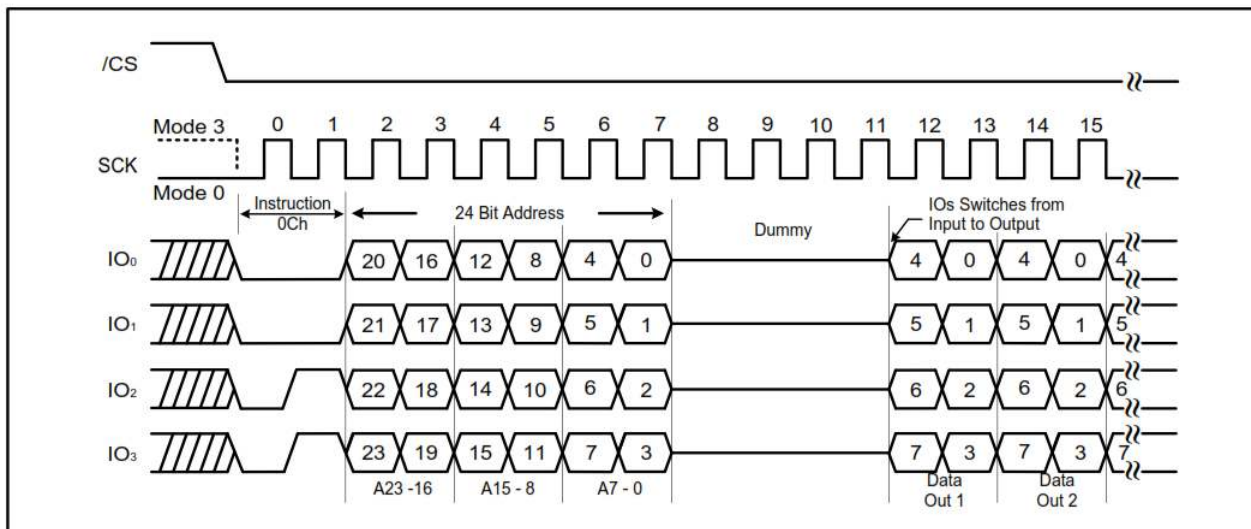 /CS
Mode 3
0 1 2 3 4 5 6 7 8 9 10 11 12 13 14 15
SCK
Mode 0
Instruction
0Ch
24 Bit Address
Dummy
IOs Switches from
Input to Output
IO₀ 20 16 12 8 4 0 4 0 4 0 4
IO₁ 21 17 13 9 5 1 5 1 5 1 5
IO₂ 22 18 14 10 6 2 6 2 6 2 6
IO₃ 23 19 15 11 7 3 7 3 7 3 7
A23 -16 A15 - 8 A7 - 0
Data
Out 1
Data
Out 2